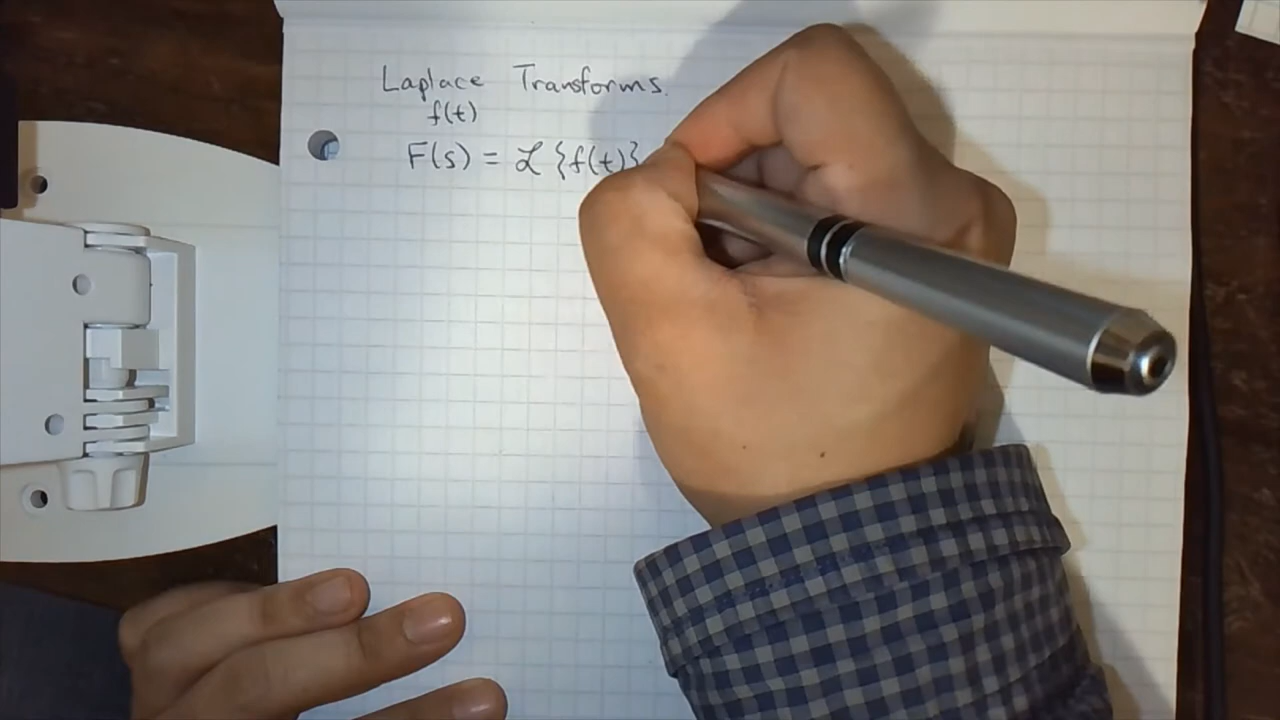 Laplace Transforms.
f(t)
F(s) = ℒ {f(t)}